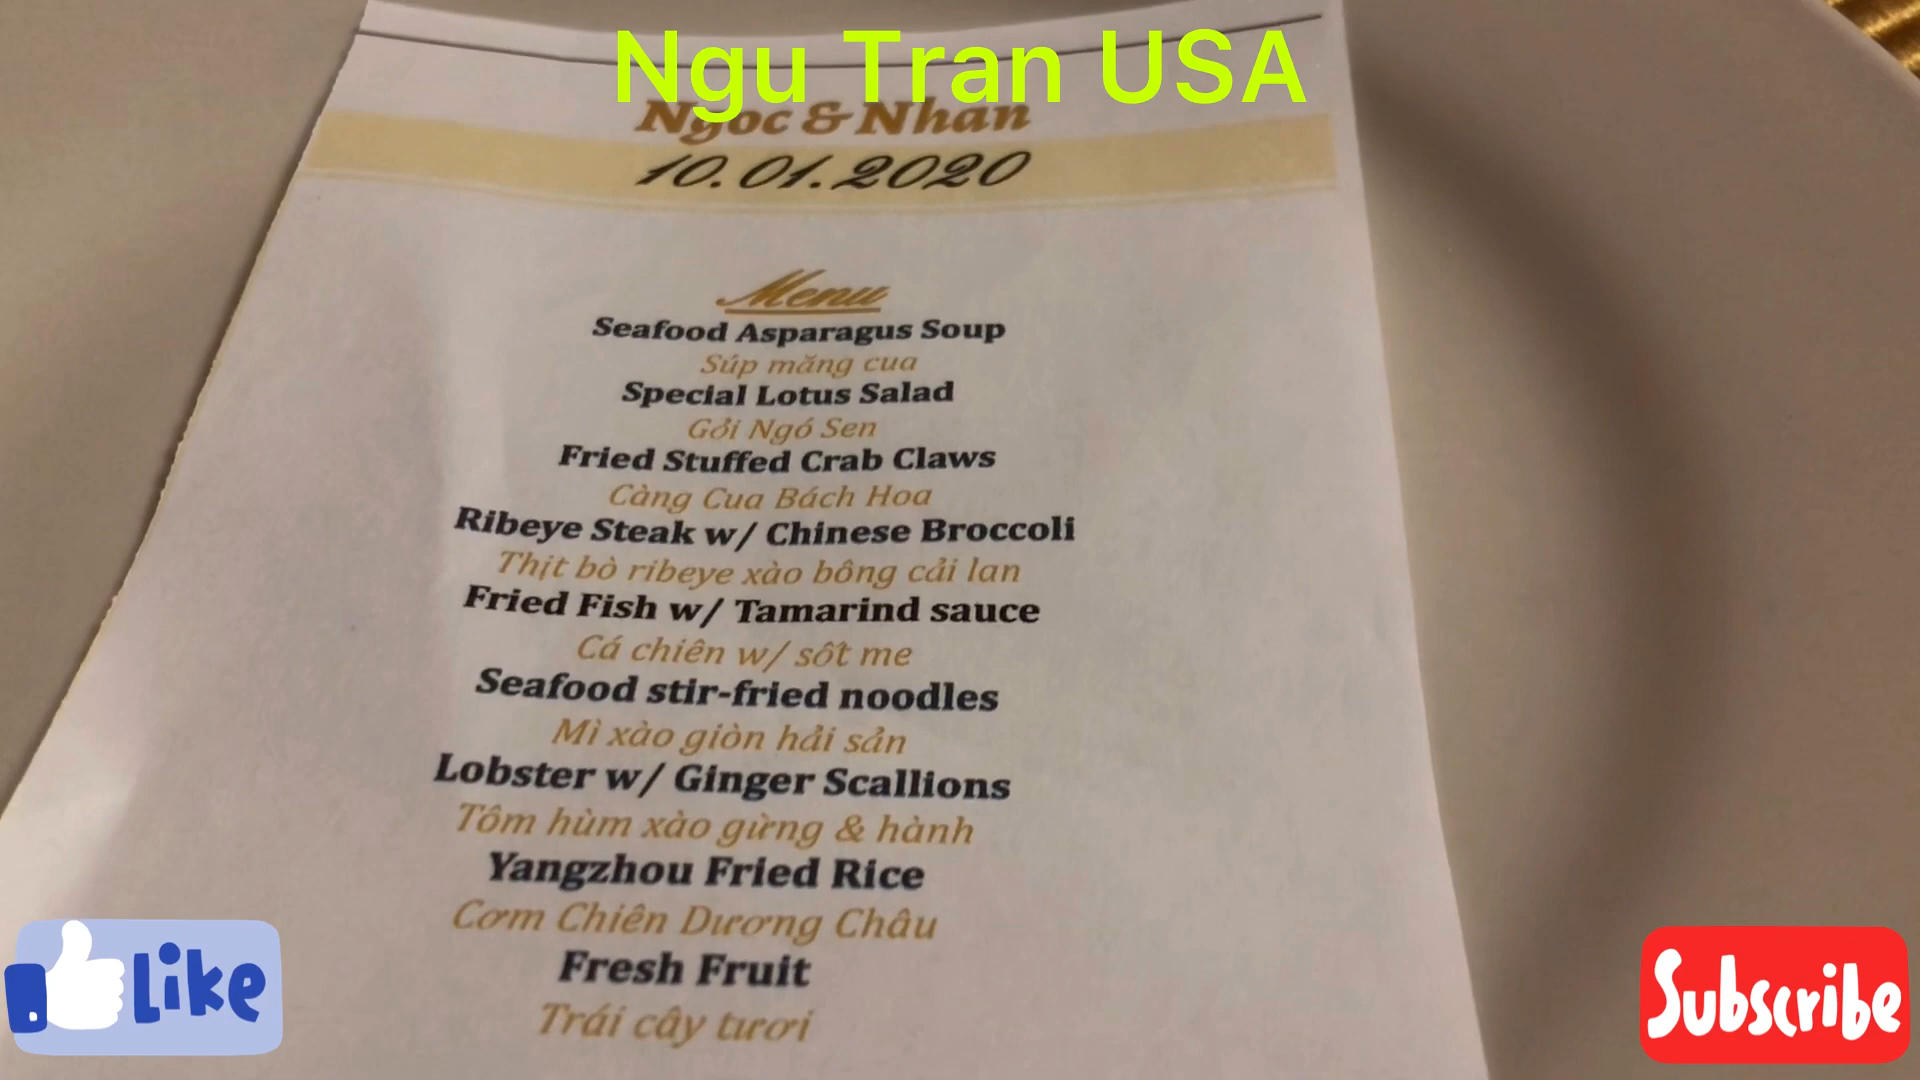 Ngu Tran USA
Ngoc & Nhan
10.01.2020
Menu
Seafood Asparagus Soup
Súp măng cua
Special Lotus Salad
Gỏi Ngó Sen
Fried Stuffed Crab Claws
Càng Cua Bách Hoa
Ribeye Steak w/ Chinese Broccoli
Thịt bò ribeye xào bông cải lan
Fried Fish w/ Tamarind sauce
Cá chiên w/ sốt me
Seafood stir-fried noodles
Mì xào giòn hải sản
Lobster w/ Ginger Scallions
Tôm hùm xào gừng & hành
Yangzhou Fried Rice
Cơm Chiên Dương Châu
Fresh Fruit
Trái cây tươi
Like
Subscribe